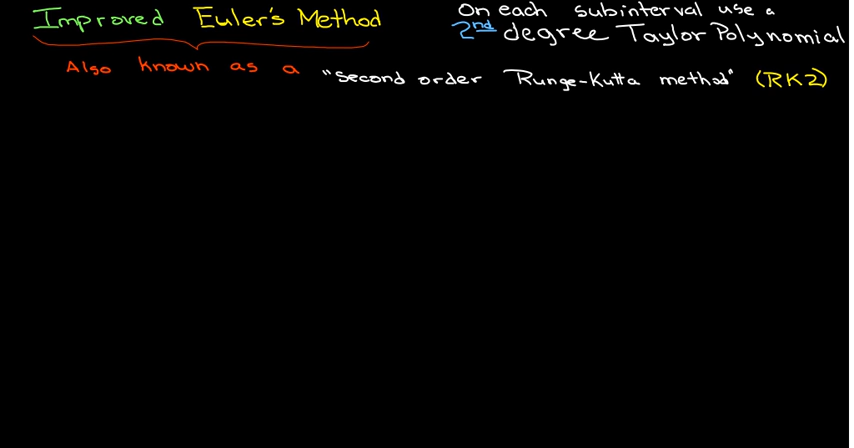 Improved Euler's Method
On each subinterval use a
2nd degree Taylor Polynomial
Also known as a "second order Runge-Kutta method" (RK2)